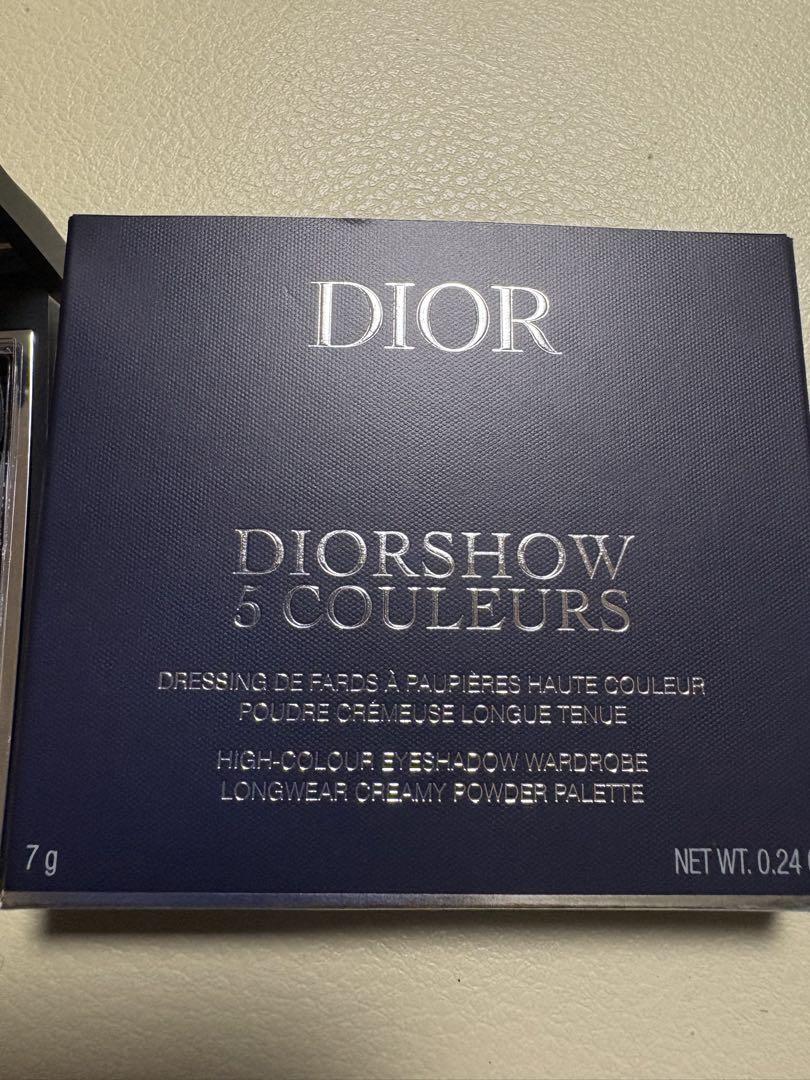 DIOR
DIORSHOW
5 COULEURS
DRESSING DE FARDS À PAUPIÈRES HAUTE COULEUR
POUDRE CRÉMEUSE LONGUE TENUE
HIGH-COLOUR EYESHADOW WARDROBE
LONGWEAR CREAMY POWDER PALETTE
7 g
NET WT. 0.24